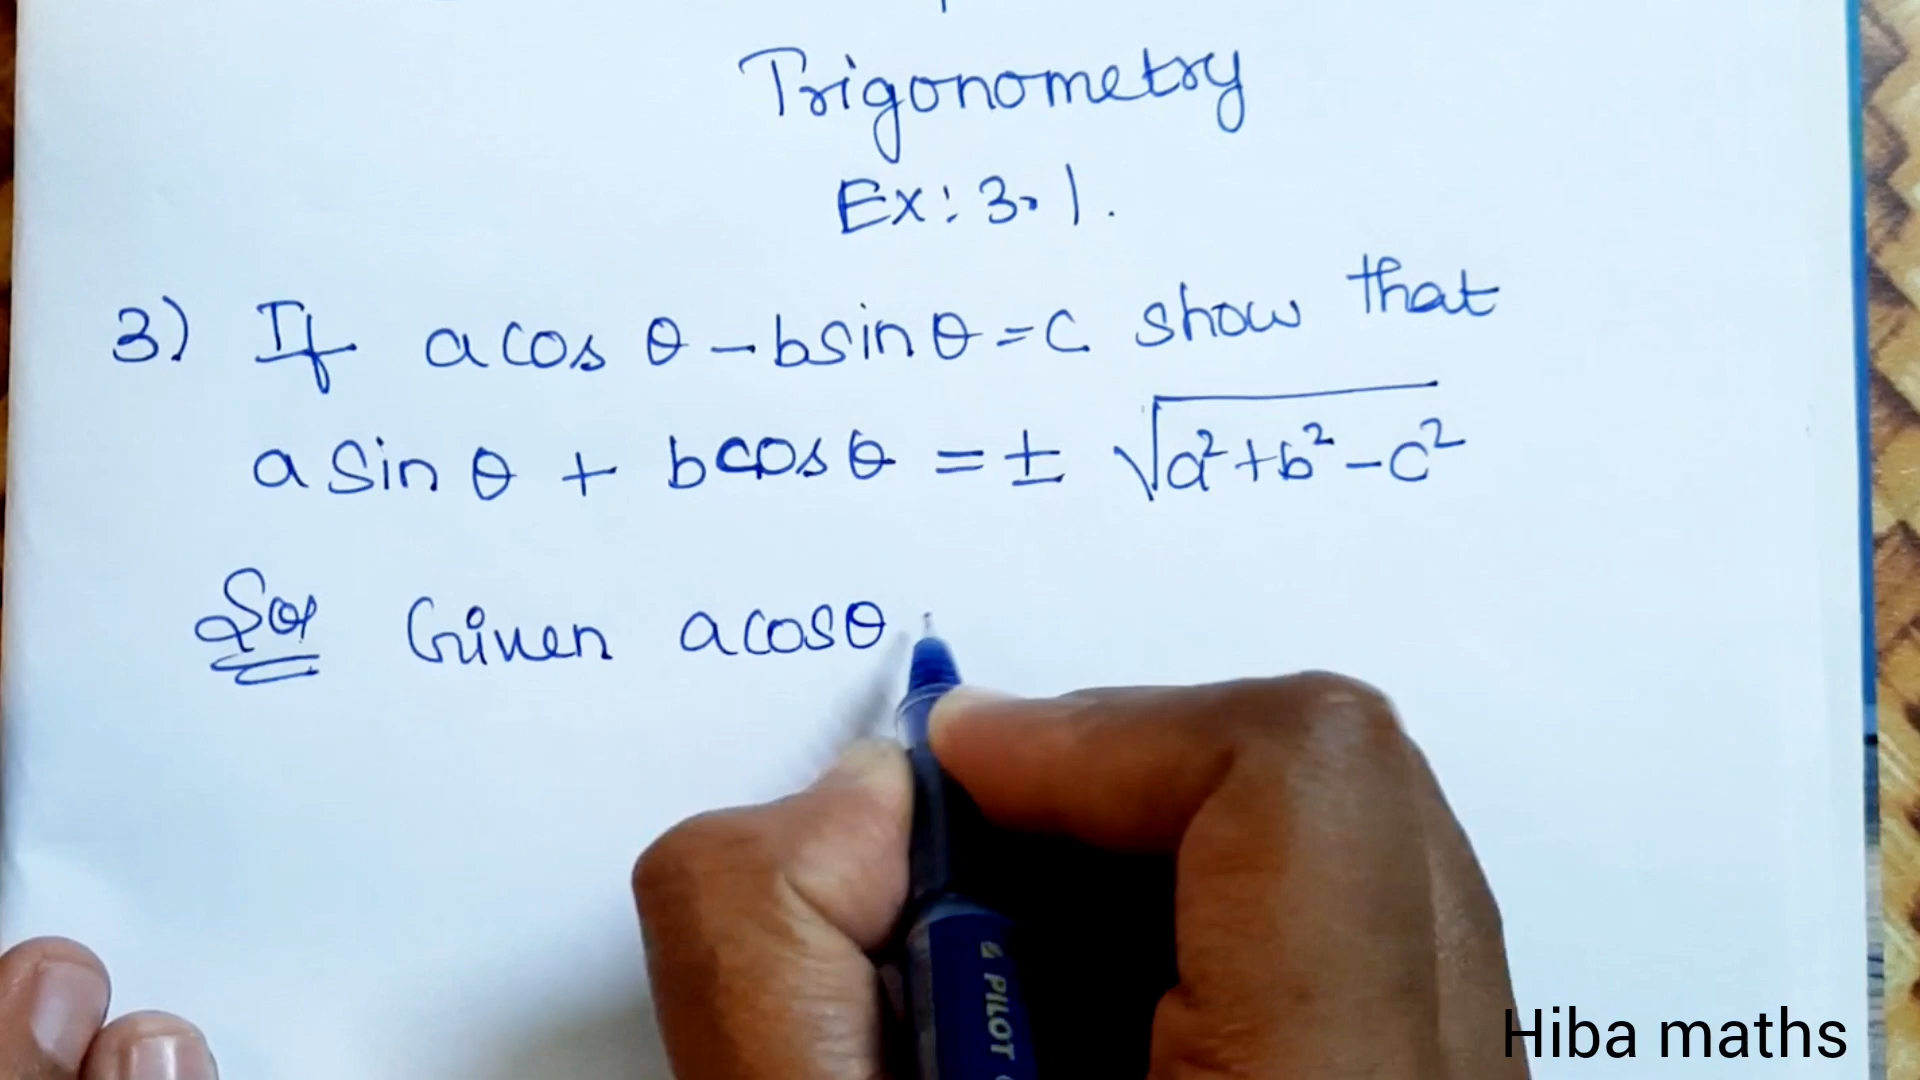 Trigonometry
Ex: 3.1.
3) If a cos θ - b sin θ = c show that
a sin θ + b cos θ = ± √a²+b²-c²
Sol Given a cos θ
PILOT
Hiba maths